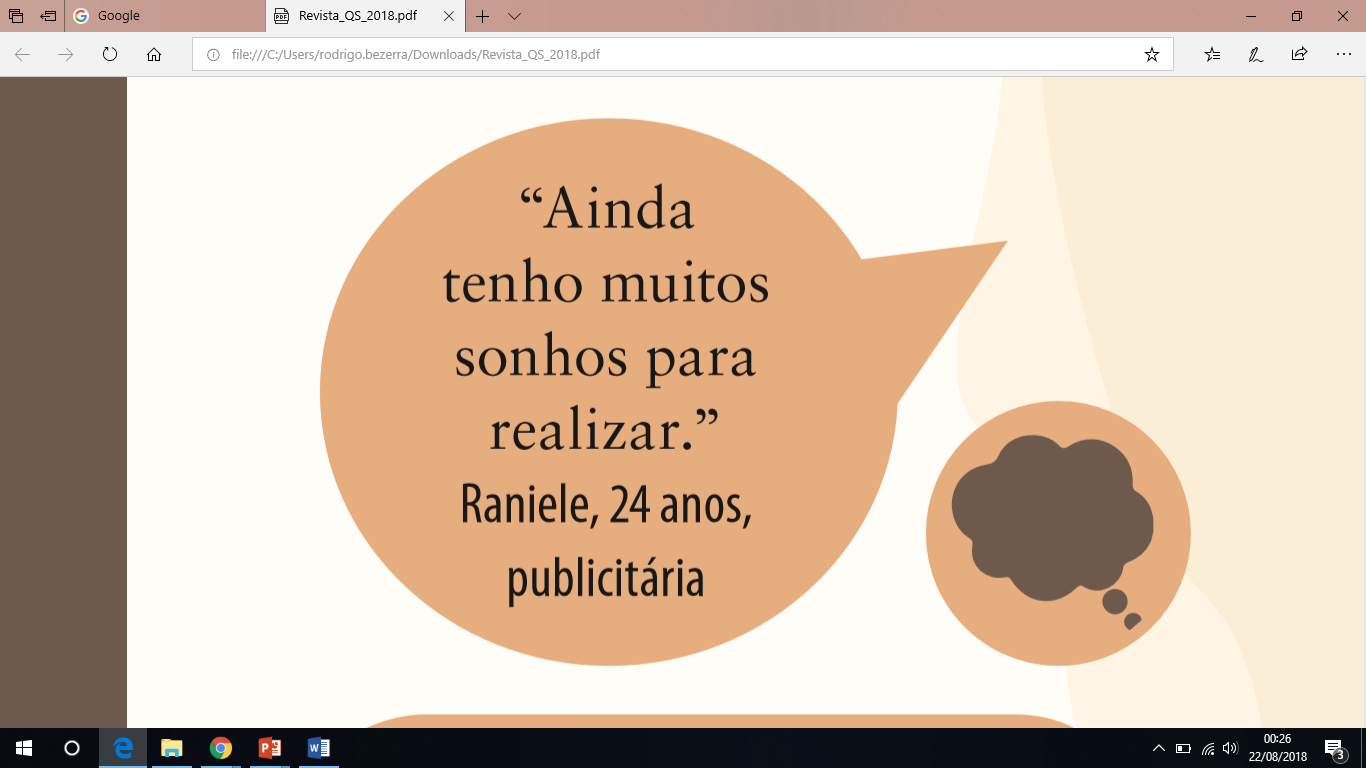 Google
Revista_QS_2018.pdf
file:///C:/Users/rodrigo.bezerra/Downloads/Revista_QS_2018.pdf
“Ainda
tenho muitos
sonhos para
realizar.”
Raniele, 24 anos,
publicitária
00:26
22/08/2018
3